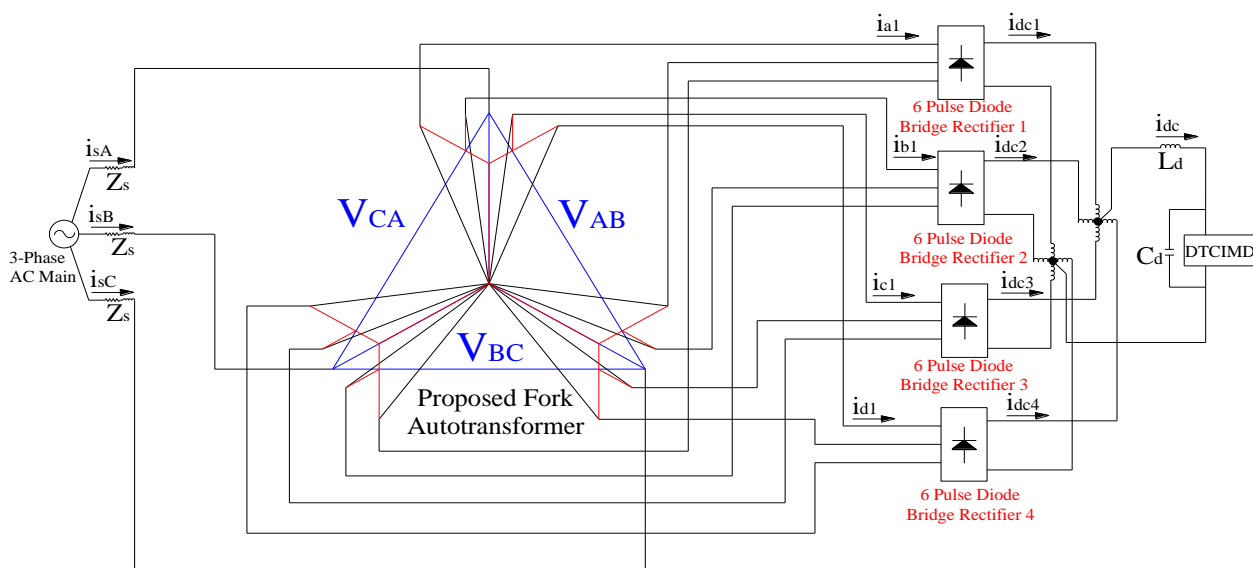 ia1
idc1
6 Pulse Diode
Bridge Rectifier 1
idc
isA
Zs
ib1
idc2
Ld
VCA
VAB
isB
Zs
3-Phase
AC Main
6 Pulse Diode
Bridge Rectifier 2
Cd
DTCIMD
isC
Zs
ic1
idc3
VBC
6 Pulse Diode
Bridge Rectifier 3
Proposed Fork
Autotransformer
id1
idc4
6 Pulse Diode
Bridge Rectifier 4